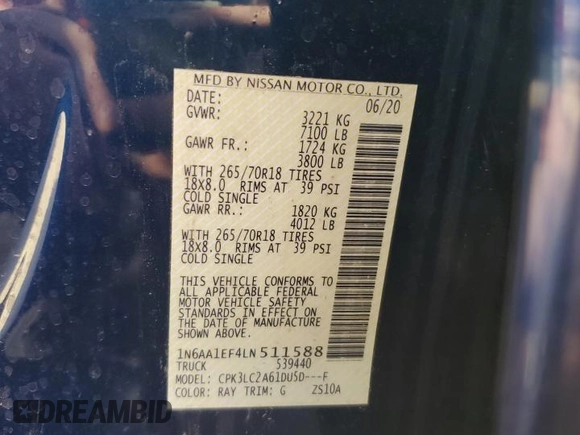 MFD BY NISSAN MOTOR CO., LTD.
DATE: 06/20
GVWR: 3221 KG
7100 LB
GAWR FR.: 1724 KG
3800 LB
WITH 265/70R18 TIRES
18x8.0 RIMS AT 39 PSI
COLD SINGLE
GAWR RR.: 1820 KG
4012 LB
WITH 265/70R18 TIRES
18x8.0 RIMS AT 39 PSI
COLD SINGLE
THIS VEHICLE CONFORMS TO
ALL APPLICABLE FEDERAL
MOTOR VEHICLE SAFETY
STANDARDS IN EFFECT ON
THE DATE OF MANUFACTURE
SHOWN ABOVE.
1N6AA1EF4LN511588
TRUCK 539440
MODEL: CPK3LC2A61DU5D---F
COLOR: RAY TRIM: G 2S10A
DREAMBID